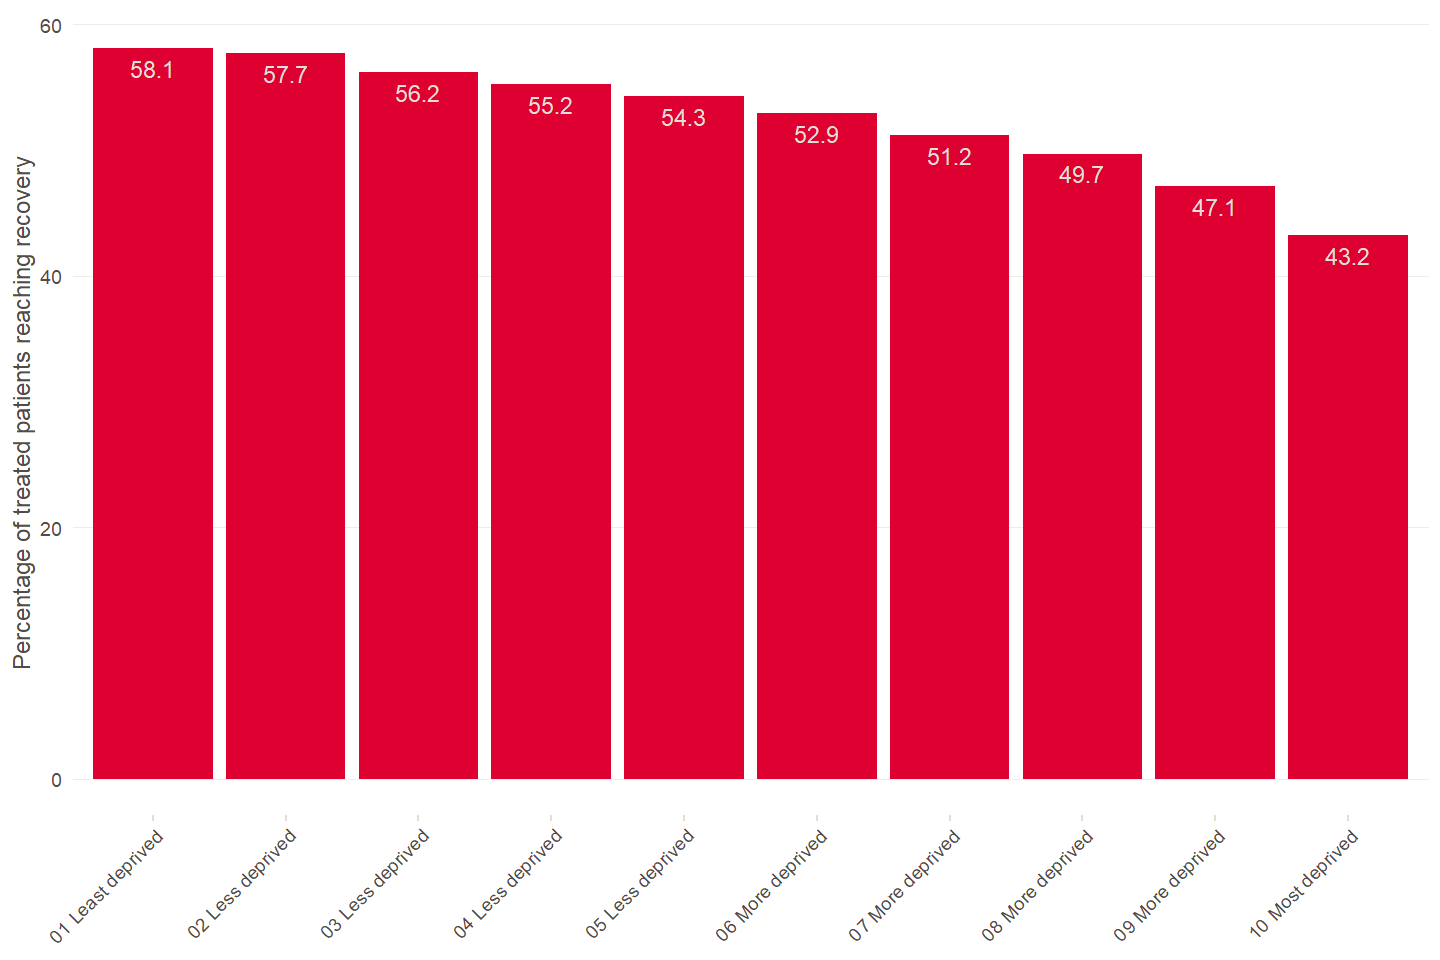 Percentage of treated patients reaching recovery
60
40
20
0
58.1
57.7
56.2
55.2
54.3
52.9
51.2
49.7
47.1
43.2
01 Least deprived
02 Less deprived
03 Less deprived
04 Less deprived
05 Less deprived
06 More deprived
07 More deprived
08 More deprived
09 More deprived
10 Most deprived